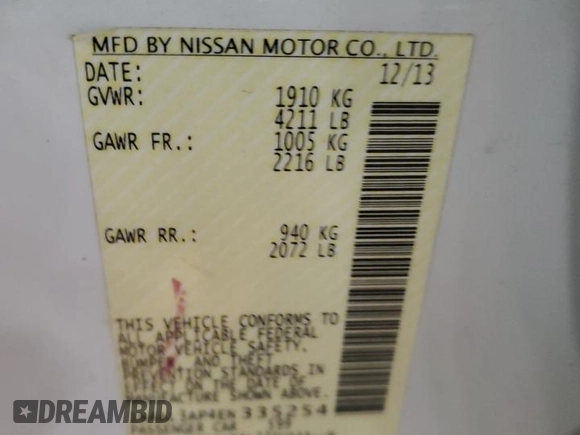 MFD BY NISSAN MOTOR CO., LTD.
DATE: 12/13
GVWR: 1910 KG
4211 LB
GAWR FR.: 1005 KG
2216 LB
GAWR RR.: 940 KG
2072 LB
THIS VEHICLE CONFORMS TO
ALL APPLICABLE FEDERAL
MOTOR VEHICLE SAFETY,
BUMPER, AND THEFT
PREVENTION STANDARDS IN
EFFECT ON THE DATE OF
MANUFACTURE SHOWN ABOVE.
3AP4EN 335254
PASSENGER CAR
DREAMBID